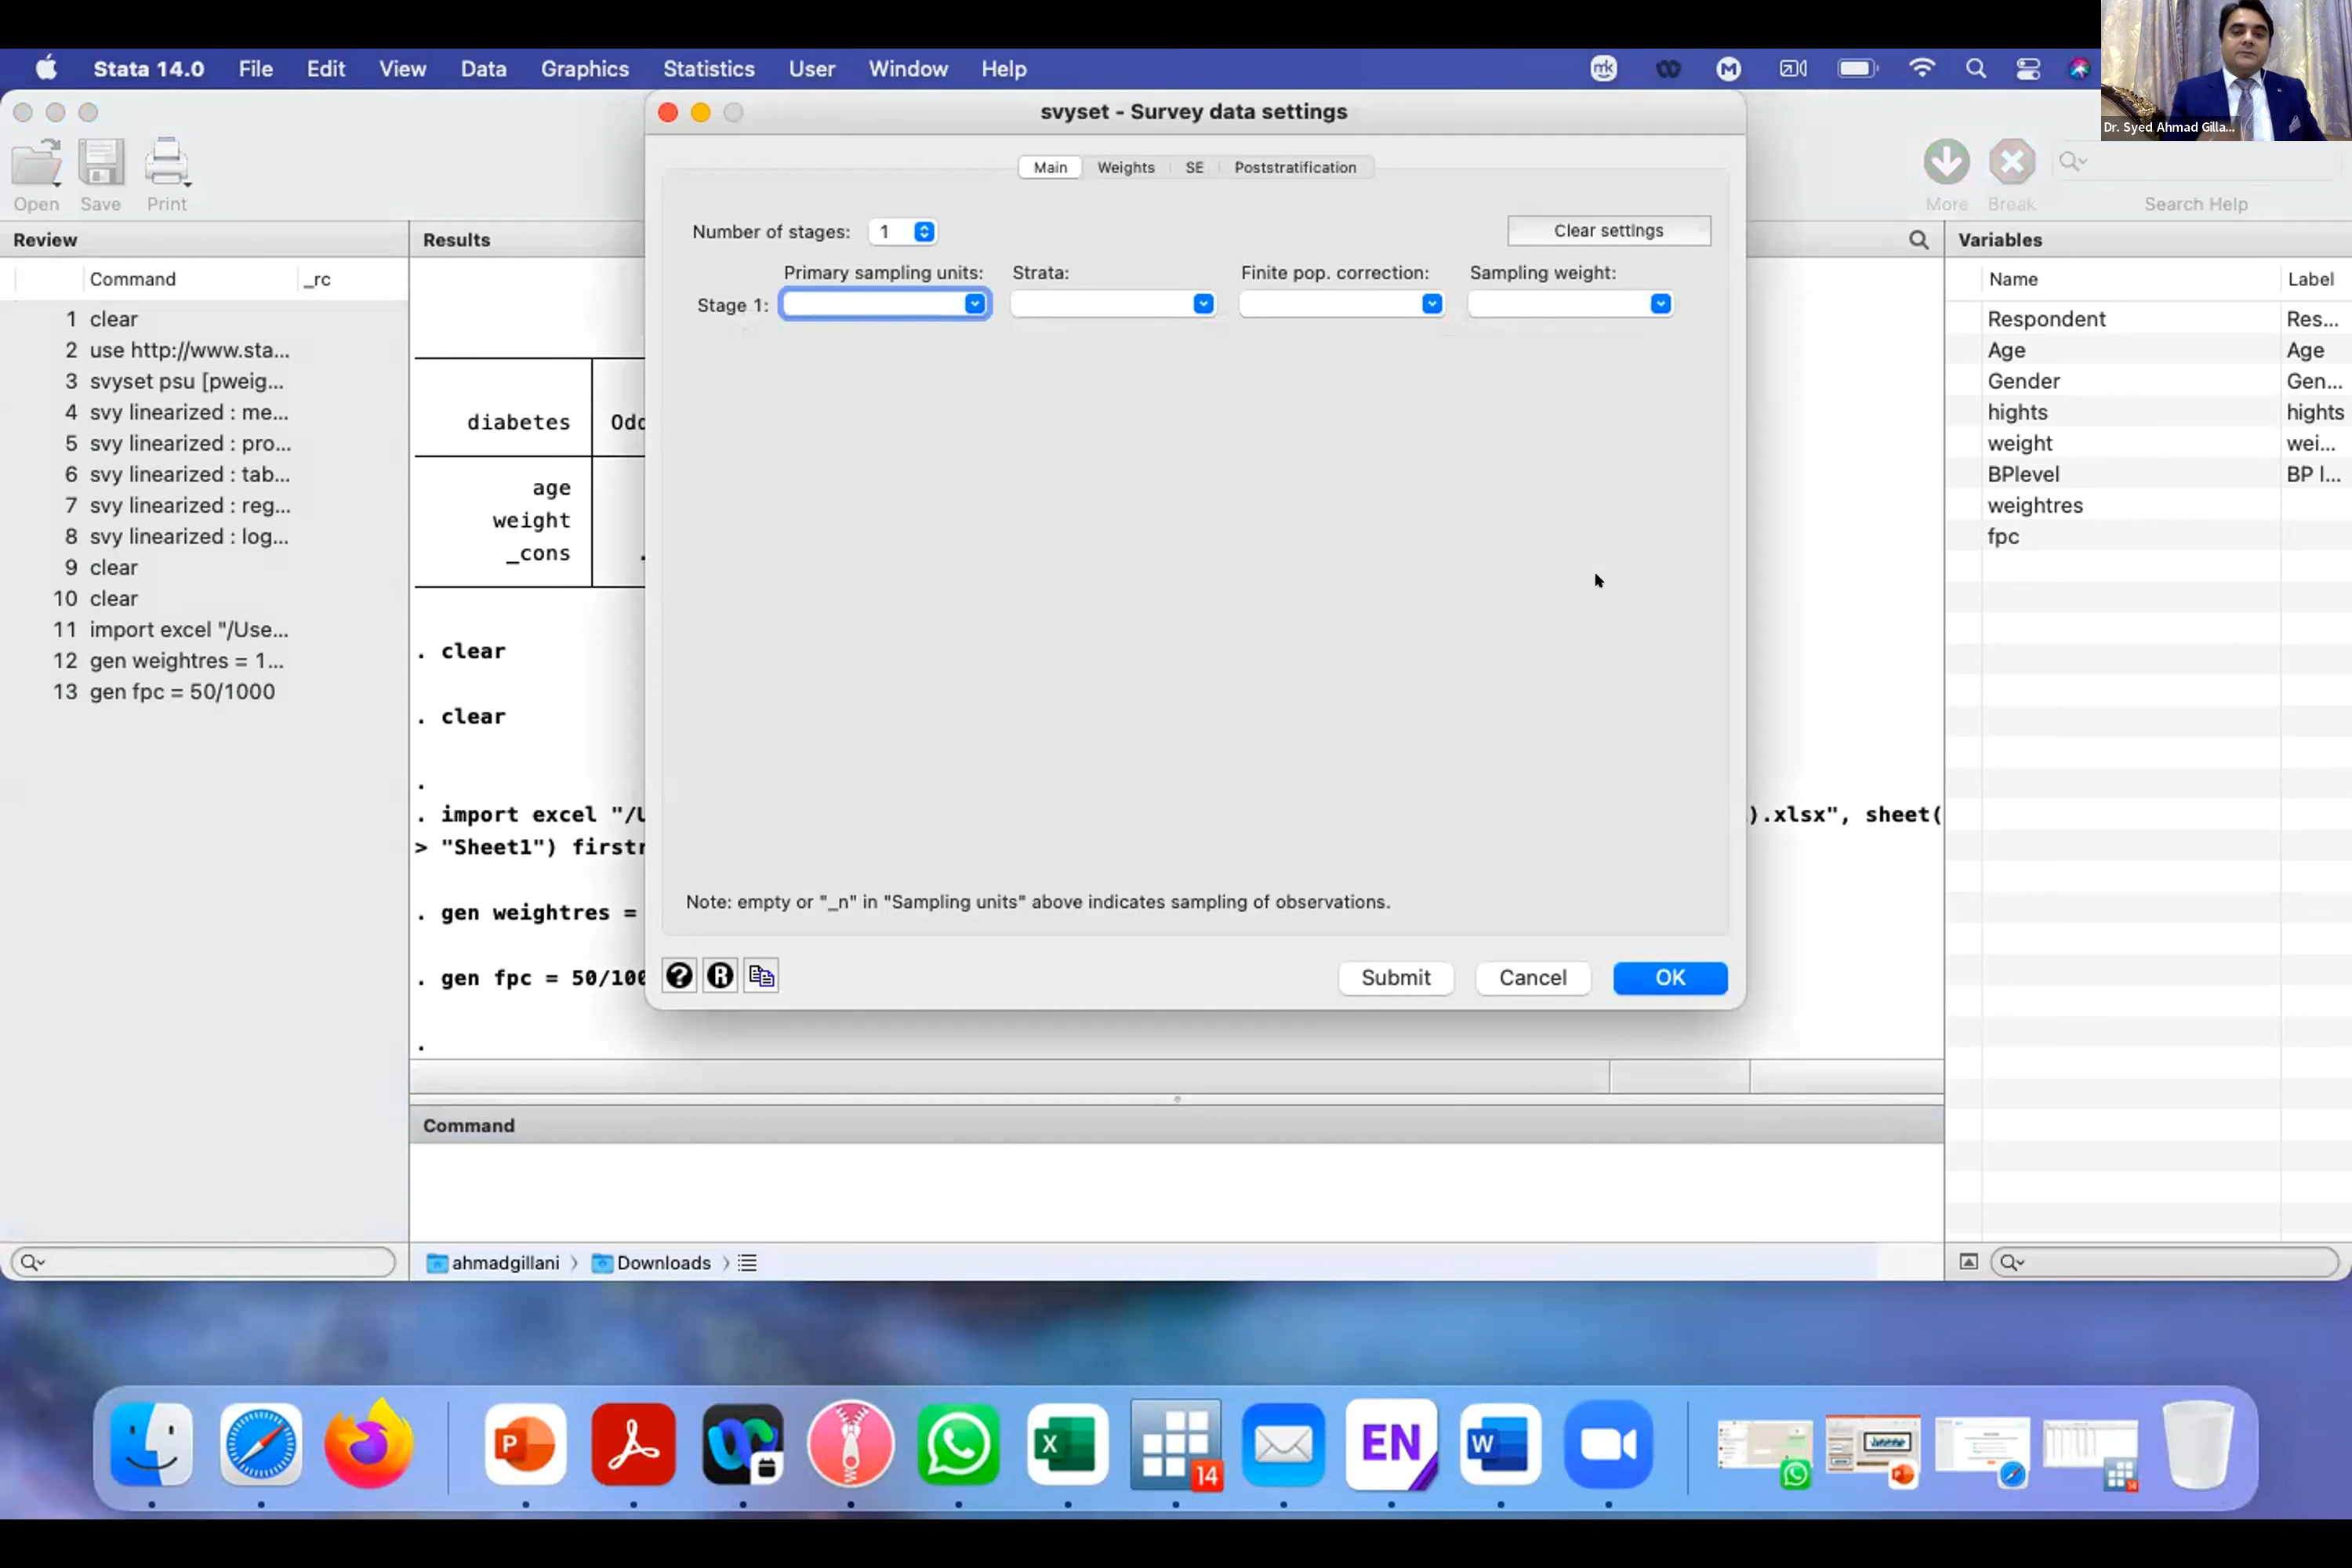 Stata 14.0 File Edit View Data Graphics Statistics User Window Help
Dr. Syed Ahmad Gilla...
svyset - Survey data settings
Open Save Print
More Break Search Help
Main Weights SE Poststratification
Number of stages: 1 Clear settings
Primary sampling units: Strata: Finite pop. correction: Sampling weight:
Stage 1:
Note: empty or "_n" in "Sampling units" above indicates sampling of observations.
Submit Cancel OK
Review
Command _rc
1 clear
2 use http://www.sta...
3 svyset psu [pweig...
4 svy linearized : me...
5 svy linearized : pro...
6 svy linearized : tab...
7 svy linearized : reg...
8 svy linearized : log...
9 clear
10 clear
11 import excel "/Use...
12 gen weightres = 1...
13 gen fpc = 50/1000
Results
diabetes Odd
age
weight
_cons .
. clear
. clear
.
. import excel "/U ).xlsx", sheet(
> "Sheet1") firstr
. gen weightres =
. gen fpc = 50/100
.
Command
ahmadgillani Downloads
Variables
Name Label
Respondent Res...
Age Age
Gender Gen...
hights hights
weight wei...
BPlevel BP l...
weightres
fpc
P X 14 EN W